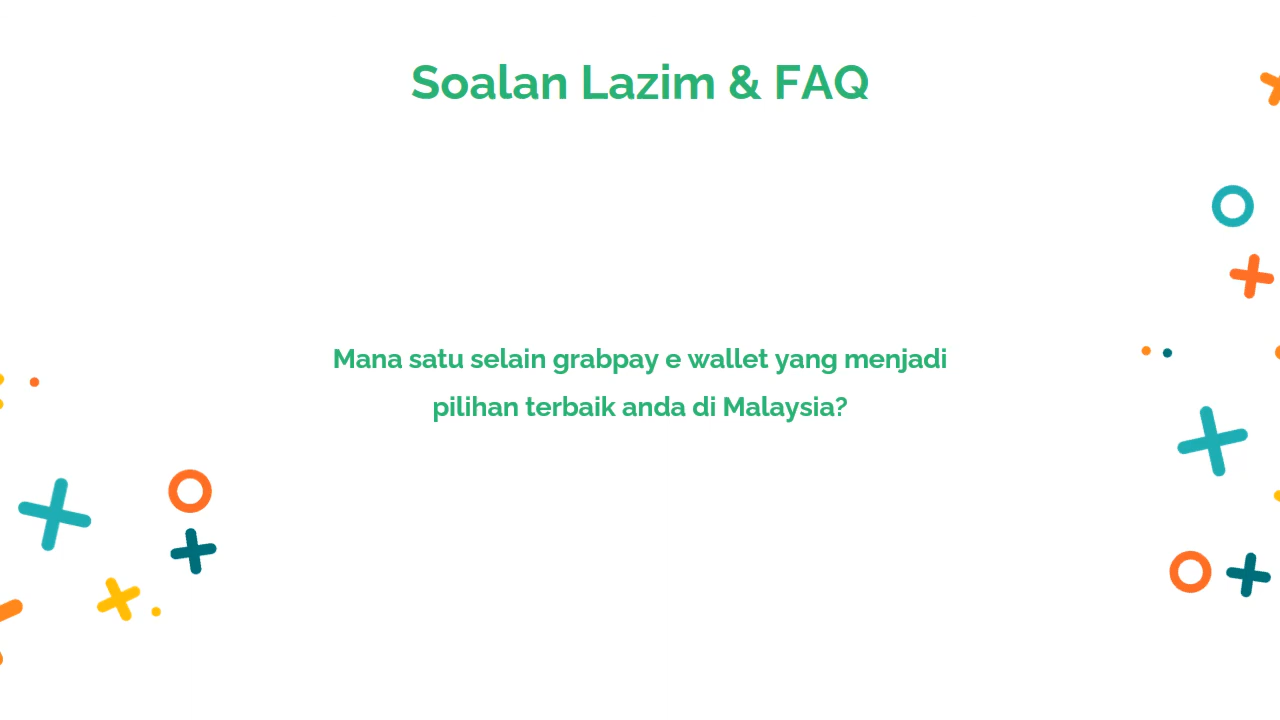 Soalan Lazim & FAQ
Mana satu selain grabpay e wallet yang menjadi
pilihan terbaik anda di Malaysia?